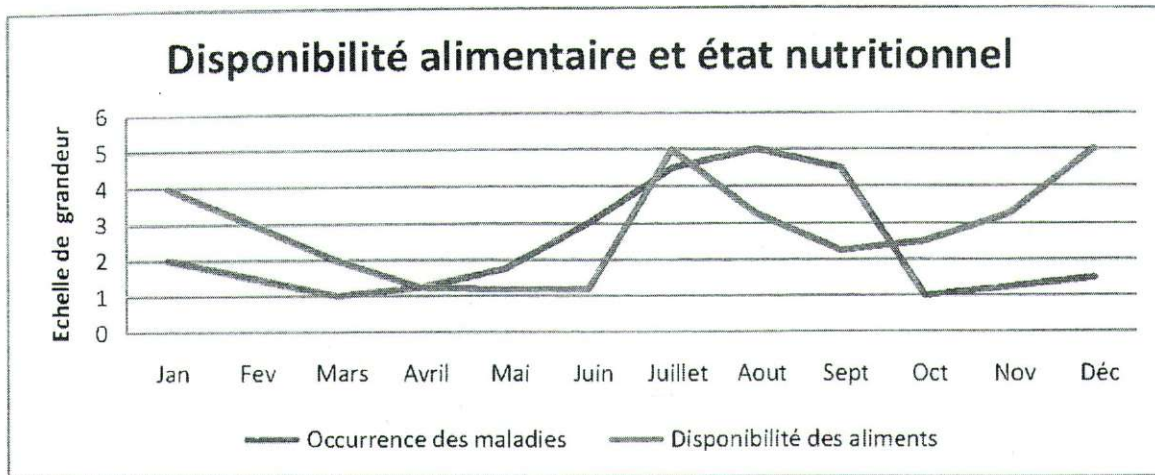 Disponibilité alimentaire et état nutritionnel
Echelle de grandeur
6
5
4
3
2
1
0
Jan Fev Mars Avril Mai Juin Juillet Aout Sept Oct Nov Déc
Occurrence des maladies Disponibilité des aliments